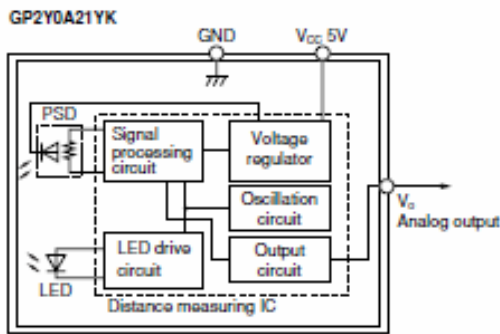 GP2Y0A21YK
GND
VCC 5V
PSD
Signal
processing
circuit
Voltage
regulator
Oscillation
circuit
Vo
Analog output
LED drive
circuit
Output
circuit
LED
Distance measuring IC